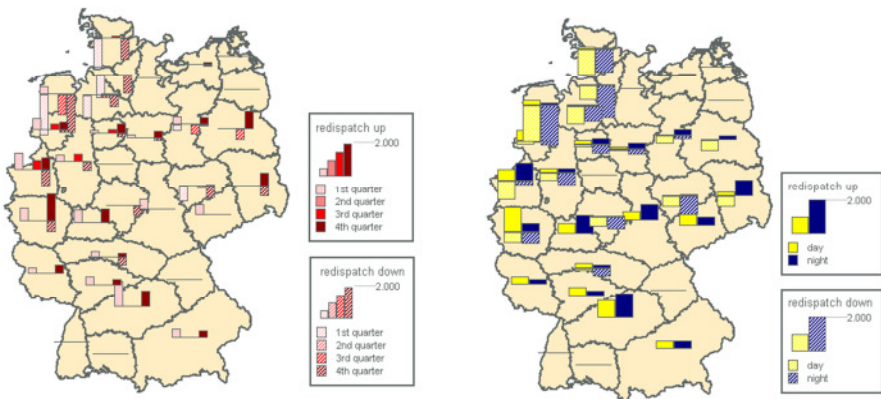 redispatch up
2.000
1st quarter
2nd quarter
3rd quarter
4th quarter
redispatch down
2.000
1st quarter
2nd quarter
3rd quarter
4th quarter
redispatch up
2.000
day
night
redispatch down
2.000
day
night